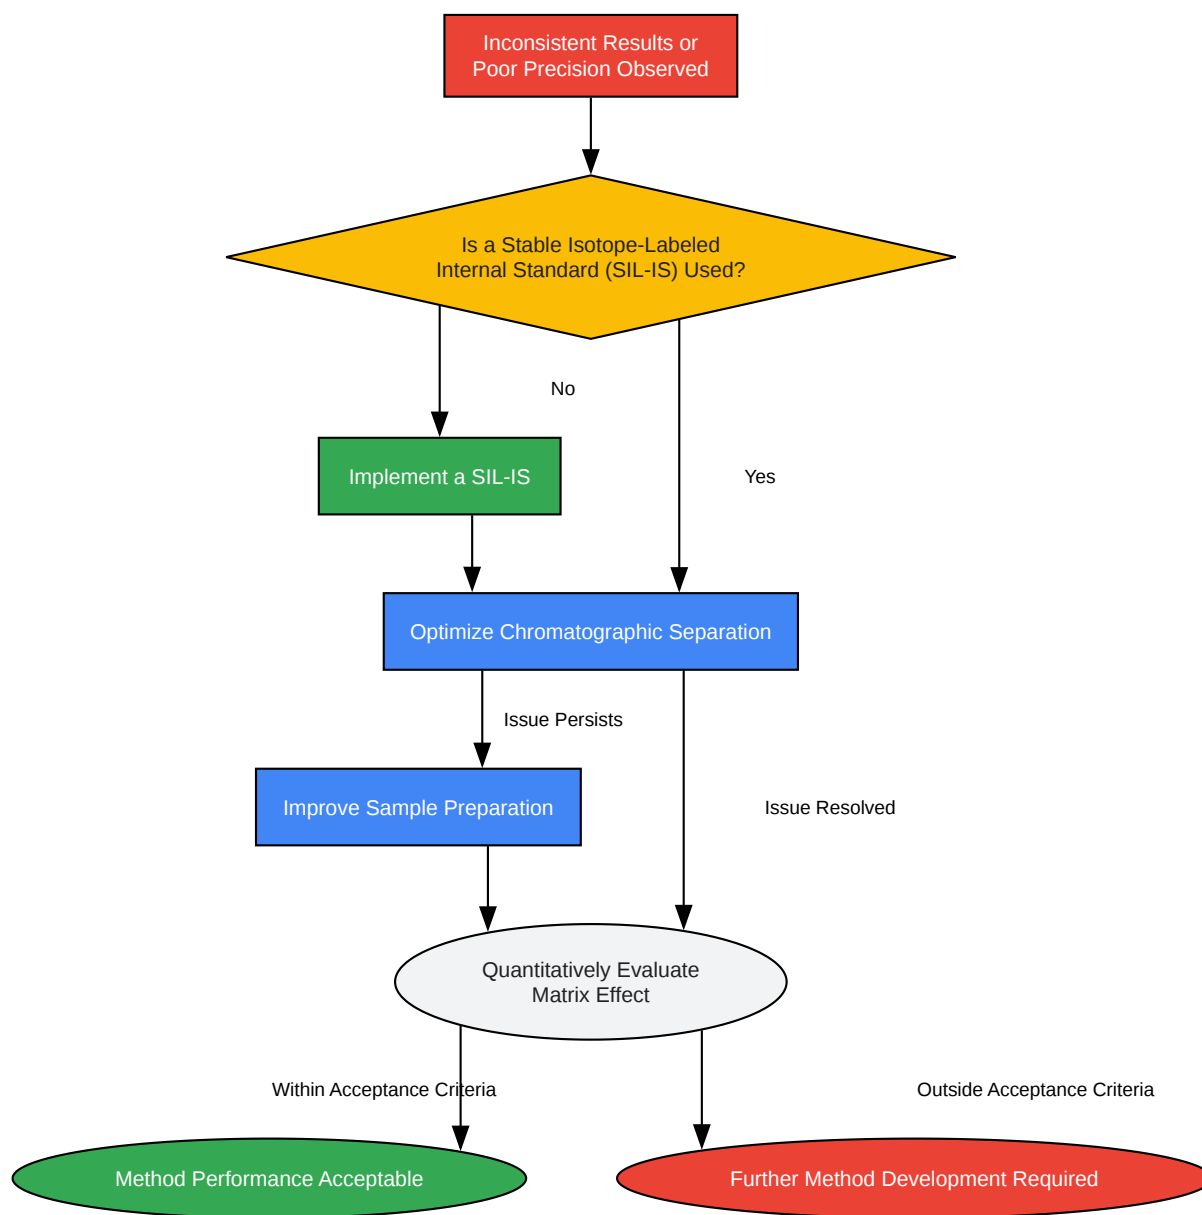 Inconsistent Results or
Poor Precision Observed
Is a Stable Isotope-Labeled
Internal Standard (SIL-IS) Used?
No
Implement a SIL-IS
Yes
Optimize Chromatographic Separation
Issue Persists
Improve Sample Preparation
Issue Resolved
Quantitatively Evaluate
Matrix Effect
Within Acceptance Criteria
Outside Acceptance Criteria
Method Performance Acceptable
Further Method Development Required